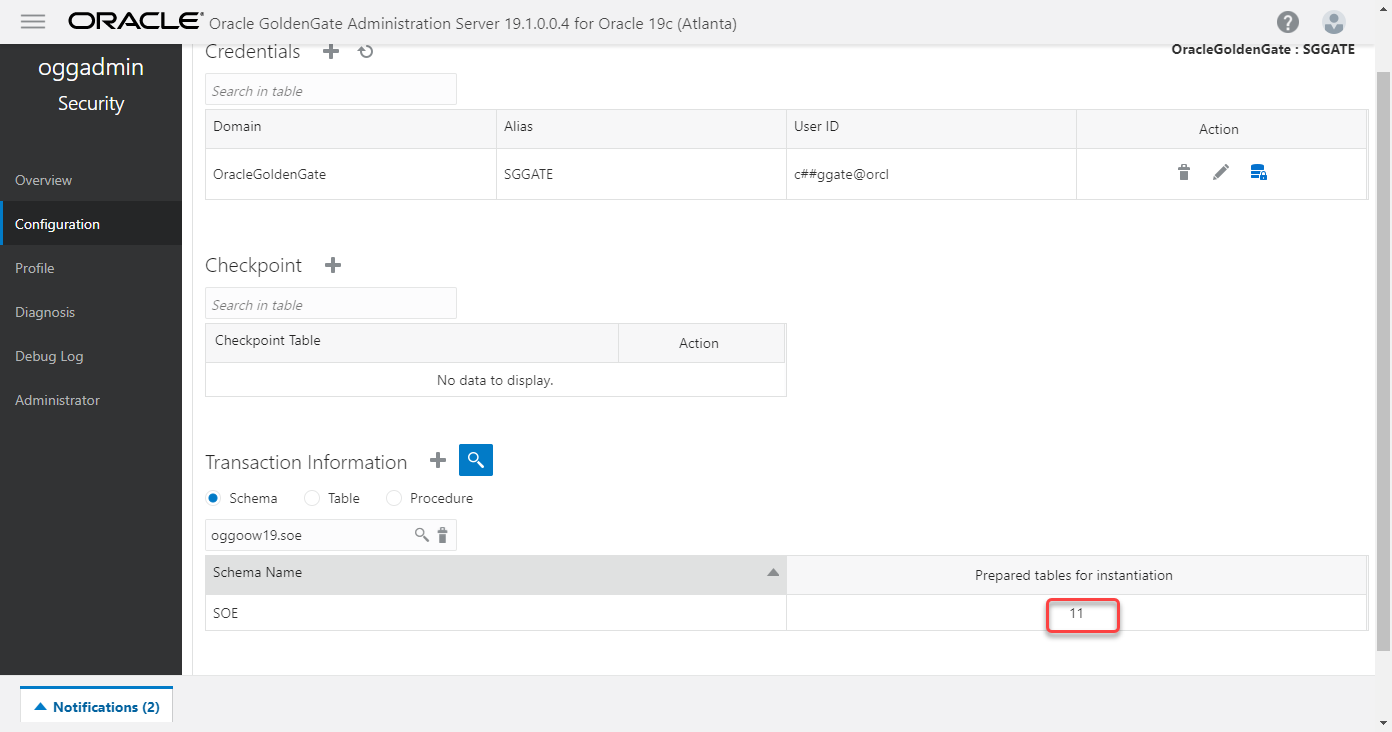 ORACLE Oracle GoldenGate Administration Server 19.1.0.0.4 for Oracle 19c (Atlanta)
oggadmin
Security
Overview
Configuration
Profile
Diagnosis
Debug Log
Administrator
Credentials
OracleGoldenGate : SGGATE
Search in table
Domain Alias User ID Action
OracleGoldenGate SGGATE c##ggate@orcl
Checkpoint
Search in table
Checkpoint Table Action
No data to display.
Transaction Information
Schema Table Procedure
oggoow19.soe
Schema Name Prepared tables for instantiation
SOE 11
Notifications (2)